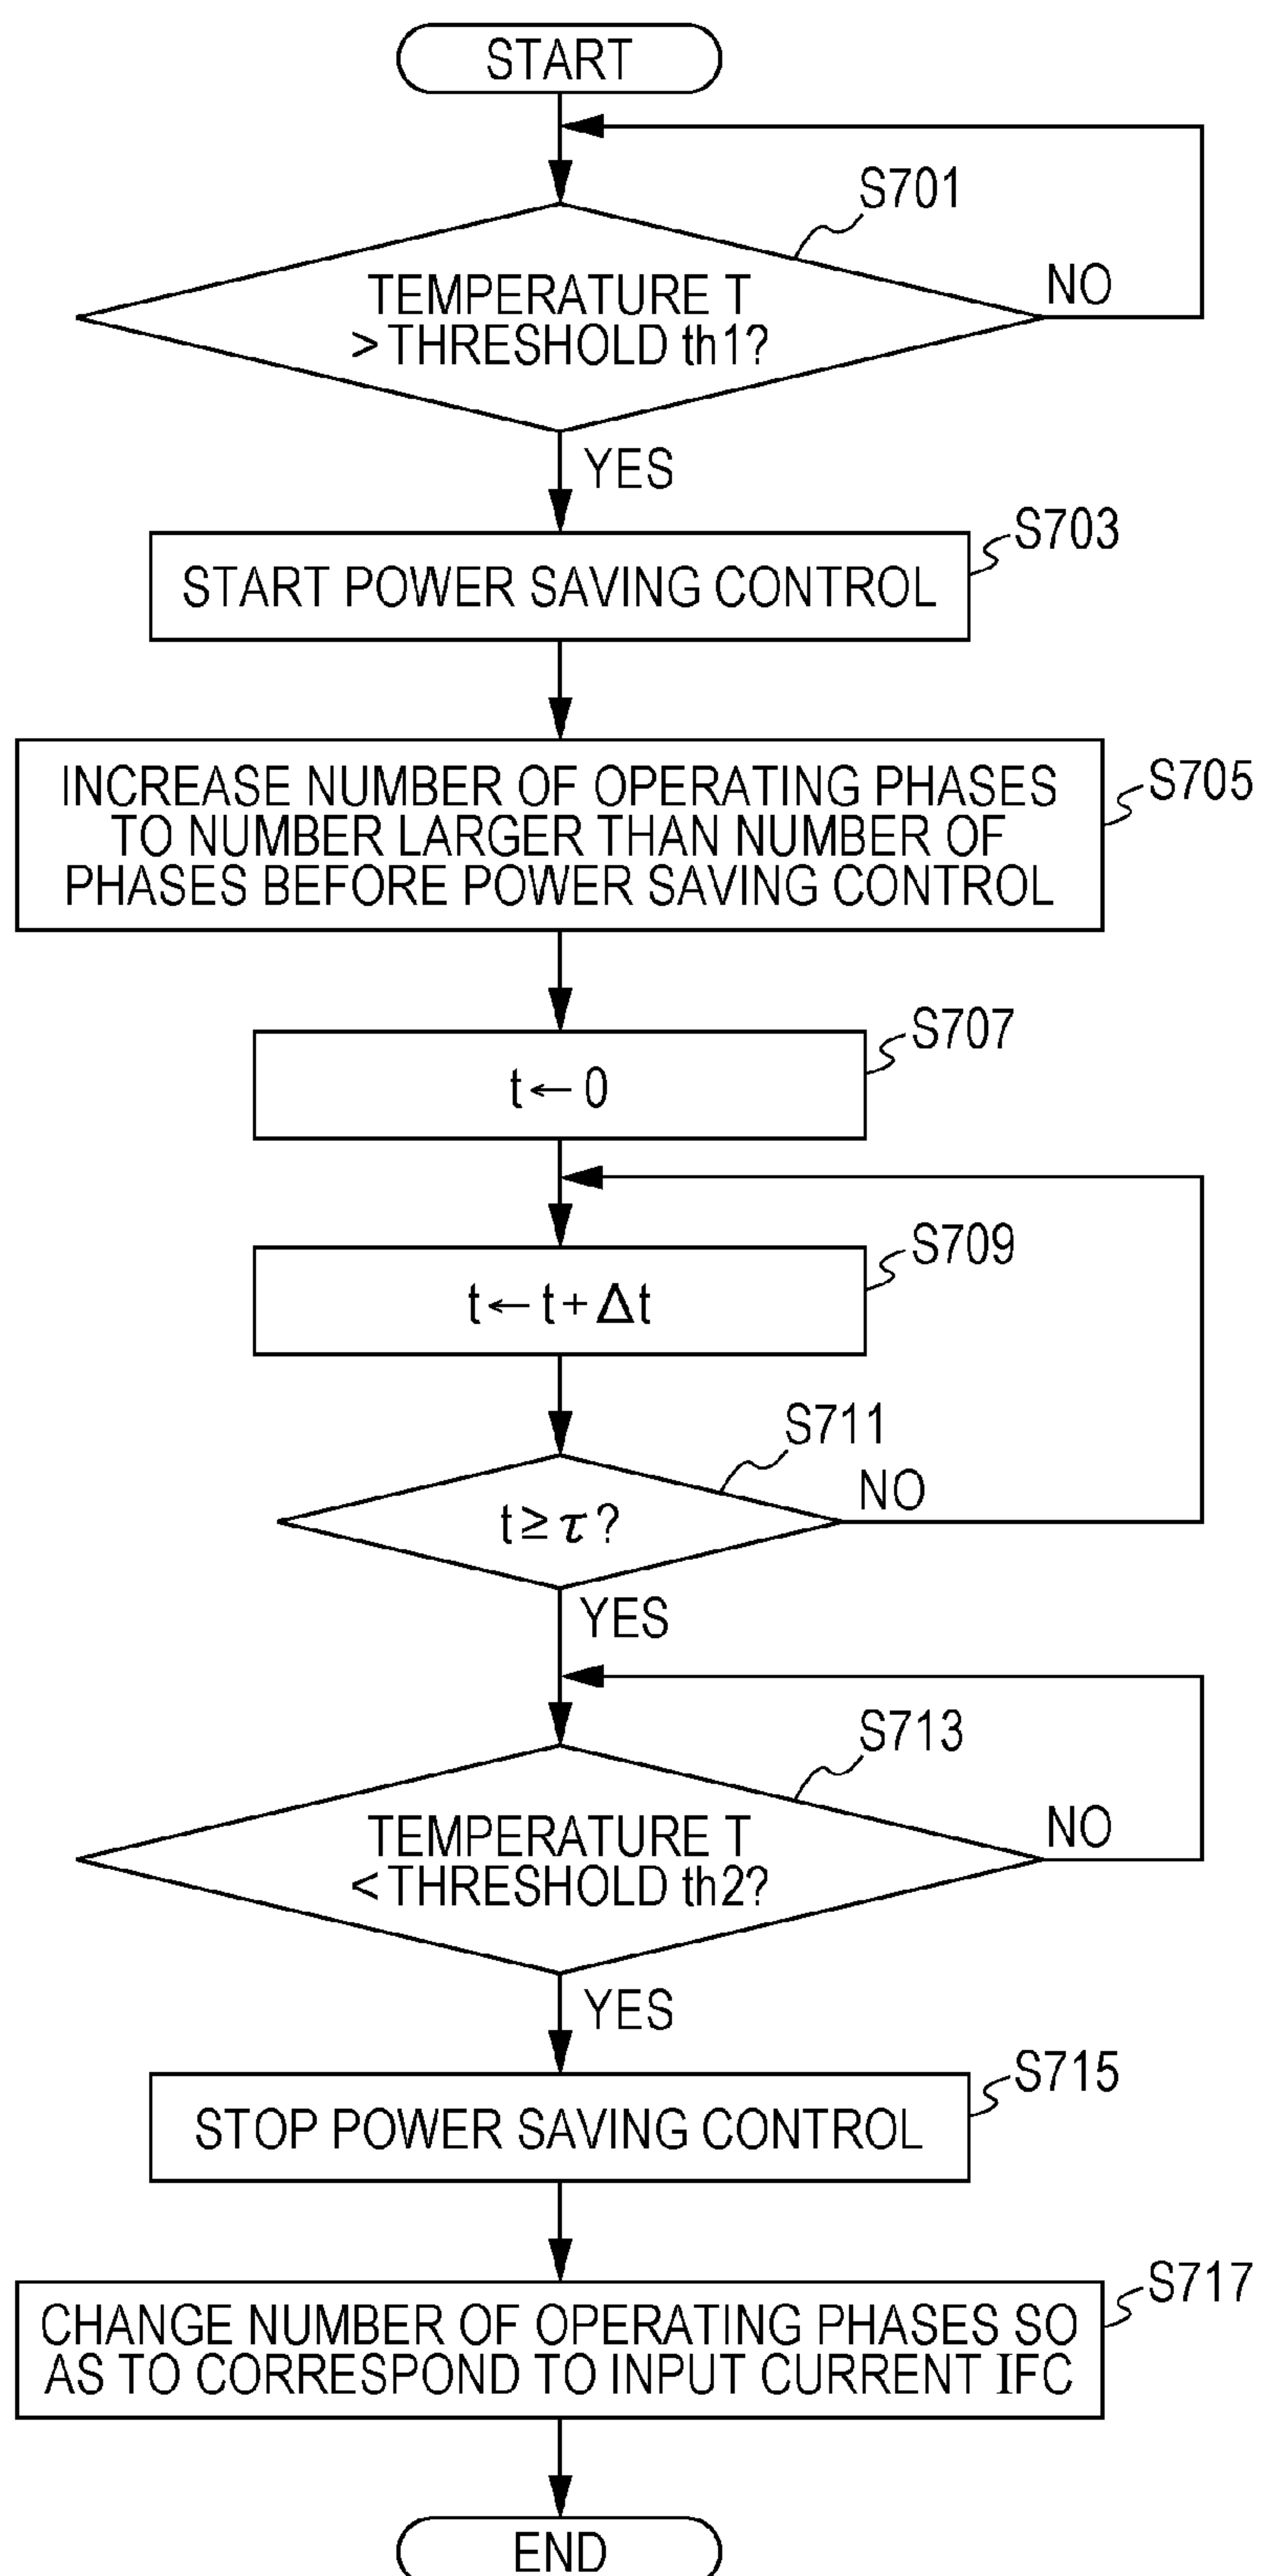 START
S701
TEMPERATURE T
> THRESHOLD th1?
NO
YES
S703
START POWER SAVING CONTROL
S705
INCREASE NUMBER OF OPERATING PHASES
TO NUMBER LARGER THAN NUMBER OF
PHASES BEFORE POWER SAVING CONTROL
S707
t ← 0
S709
t ← t + Δt
S711
t ≥ τ ?
NO
YES
S713
TEMPERATURE T
< THRESHOLD th2?
NO
YES
S715
STOP POWER SAVING CONTROL
S717
CHANGE NUMBER OF OPERATING PHASES SO
AS TO CORRESPOND TO INPUT CURRENT IFC
END